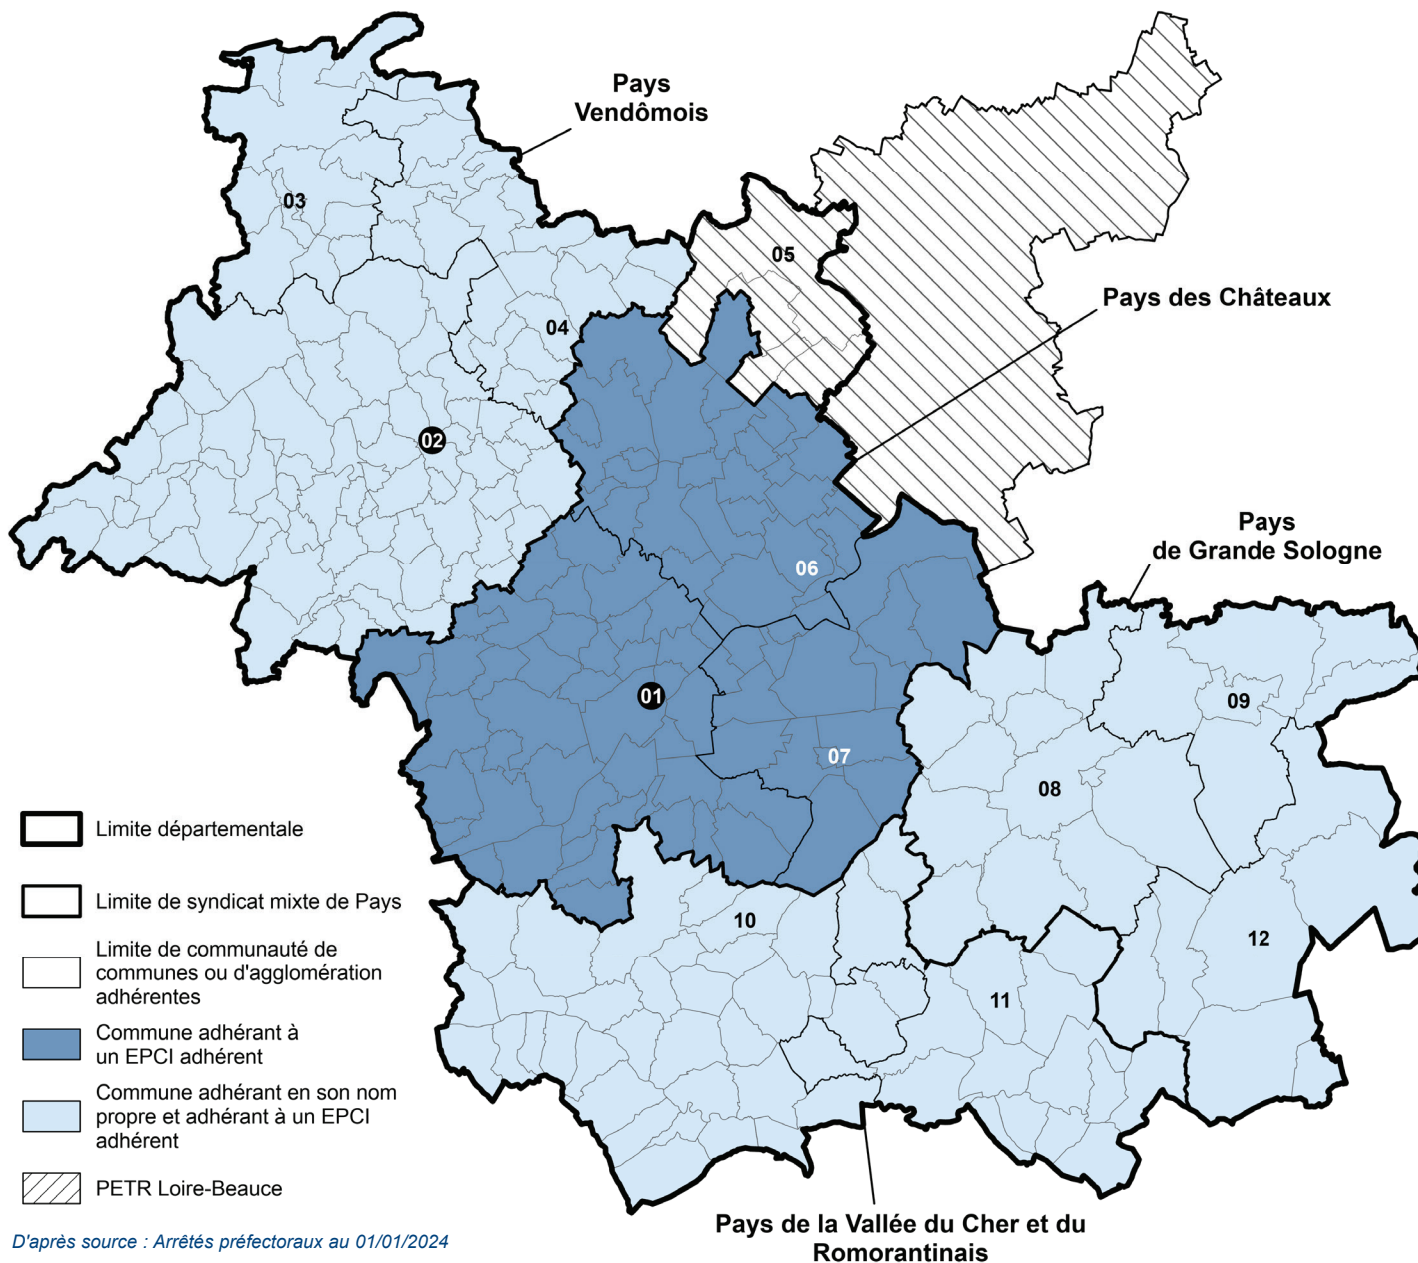 Pays
Vendômois
03
05
Pays des Châteaux
04
02
Pays
de Grande Sologne
06
01
09
07
08
Limite départementale
Limite de syndicat mixte de Pays
10
12
Limite de communauté de
communes ou d'agglomération
adhérentes
11
Commune adhérant à
un EPCI adhérent
Commune adhérant en son nom
propre et adhérant à un EPCI
adhérent
PETR Loire-Beauce
Pays de la Vallée du Cher et du
Romorantinais
D'après source : Arrêtés préfectoraux au 01/01/2024